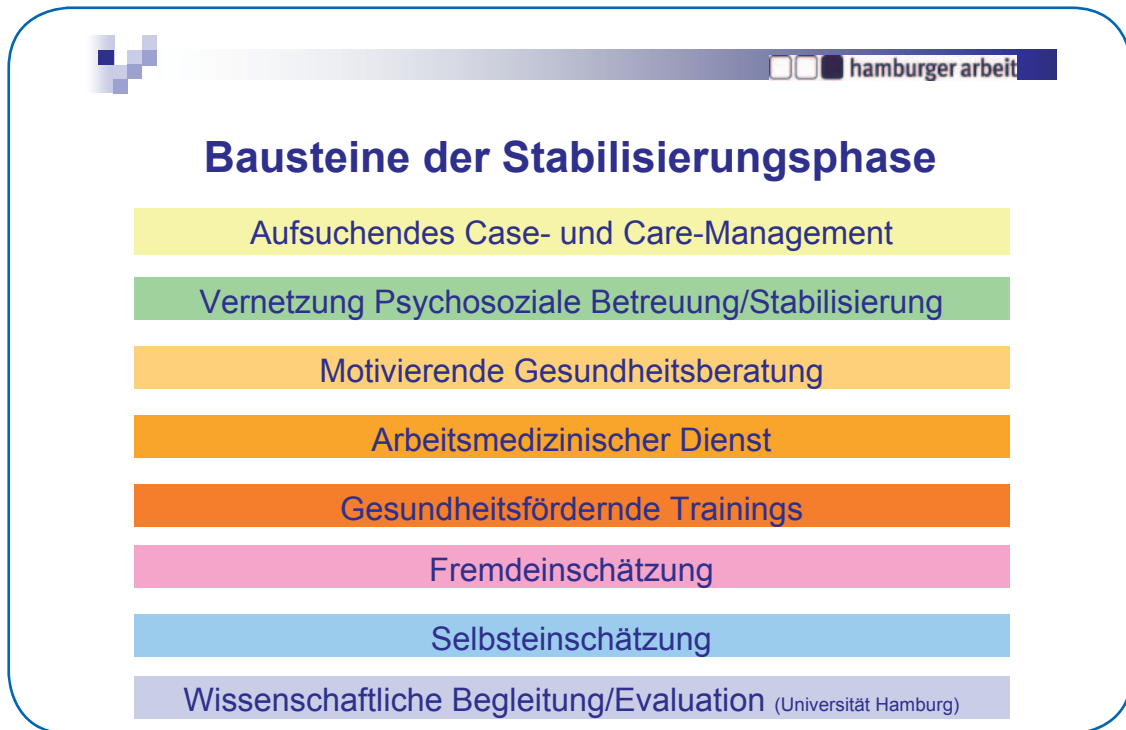 hamburger arbeit
Bausteine der Stabilisierungsphase
Aufsuchendes Case- und Care-Management
Vernetzung Psychosoziale Betreuung/Stabilisierung
Motivierende Gesundheitsberatung
Arbeitsmedizinischer Dienst
Gesundheitsfördernde Trainings
Fremdeinschätzung
Selbsteinschätzung
Wissenschaftliche Begleitung/Evaluation (Universität Hamburg)